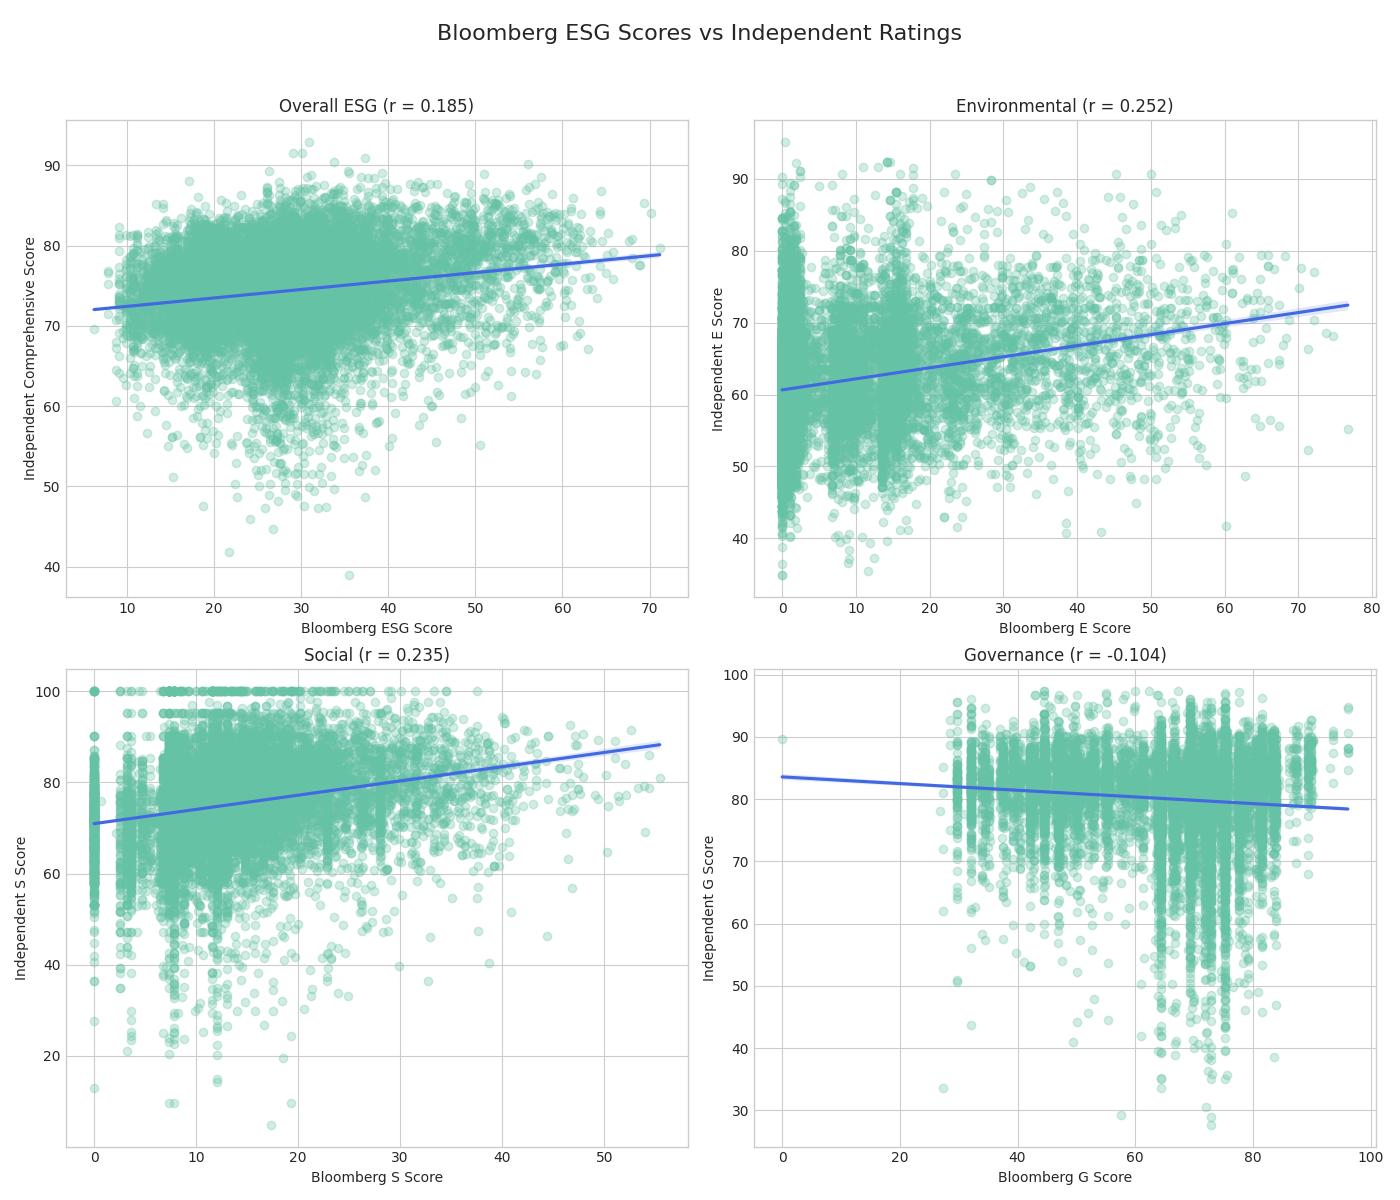 Bloomberg ESG Scores vs Independent Ratings
Overall ESG (r = 0.185)
Independent Comprehensive Score
90
80
70
60
50
40
10 20 30 40 50 60 70
Bloomberg ESG Score
Environmental (r = 0.252)
Independent E Score
90
80
70
60
50
40
0 10 20 30 40 50 60 70 80
Bloomberg E Score
Social (r = 0.235)
Independent S Score
100
80
60
40
20
0 10 20 30 40 50
Bloomberg S Score
Governance (r = -0.104)
Independent G Score
100
90
80
70
60
50
40
30
0 20 40 60 80 100
Bloomberg G Score